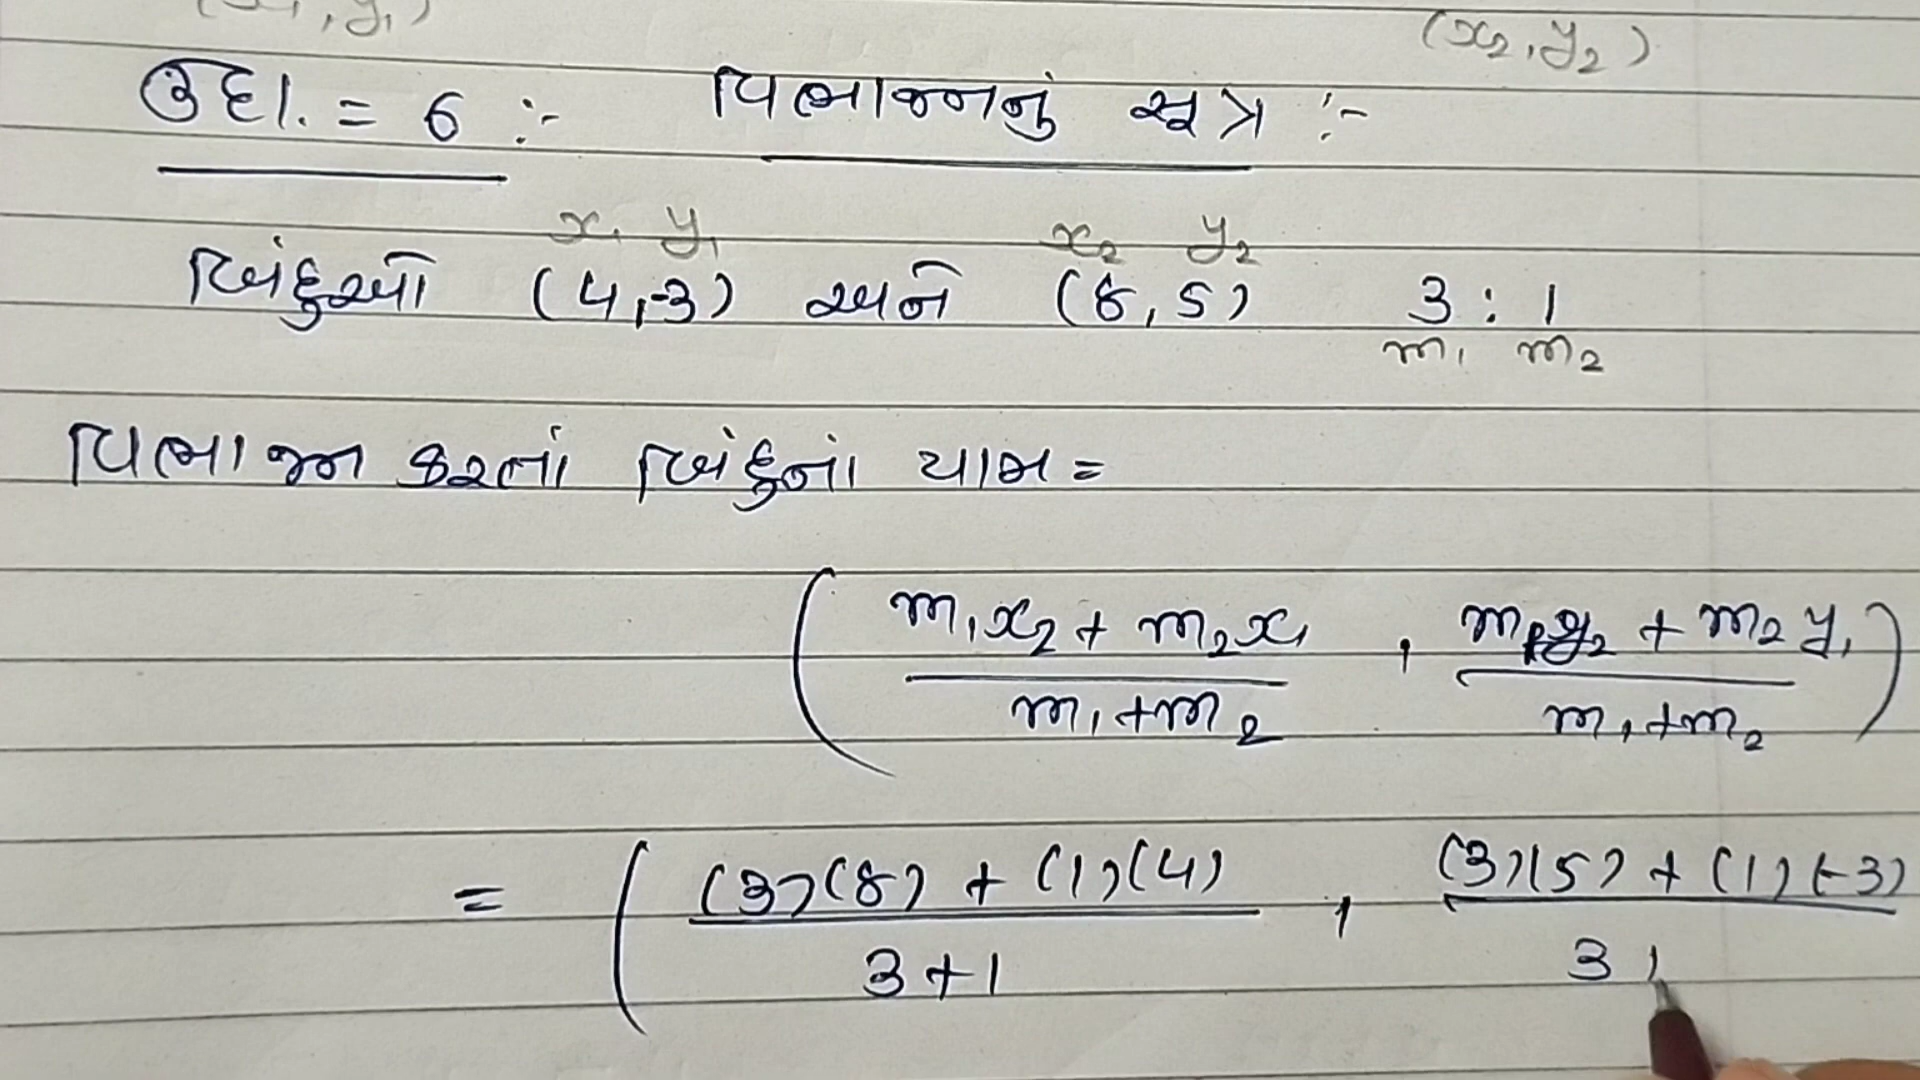 (x₁, y₁) (x₂, y₂)
ઉદા. = 6 :- વિભાજનનું સૂત્ર :-
x₁ y₁ x₂ y₂
બિંદુઓ (4,-3) અને (8,5) 3 : 1
m₁ m₂
વિભાજન કરતાં બિંદુનાં યામ =
( m₁x₂ + m₂x₁ / m₁+m₂ , m₁y₂ + m₂y₁ / m₁+m₂ )
= ( (3)(8) + (1)(4) / 3+1 , (3)(5) + (1)(-3) / 3